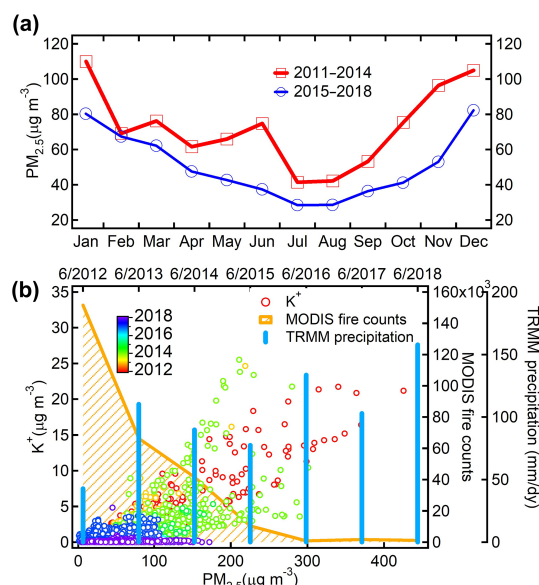 (a)
120 120
100 100
80 80
60 60
40 40
20 20
PM2.5(μg m-3)
2011-2014
2015-2018
Jan Feb Mar Apr May Jun Jul Aug Sep Oct Nov Dec
6/2012 6/2013 6/2014 6/2015 6/2016 6/2017 6/2018
(b)
K+
MODIS fire counts
TRMM precipitation
2018
2016
2014
2012
35
30
25
20
15
10
5
0
K+(μg m-3)
160x10³
140
120
100
80
60
40
20
0
MODIS fire counts
200
100
0
TRMM precipitation
(mm/dy)
0 100 200 300 400
PM2.5(μg m-3)